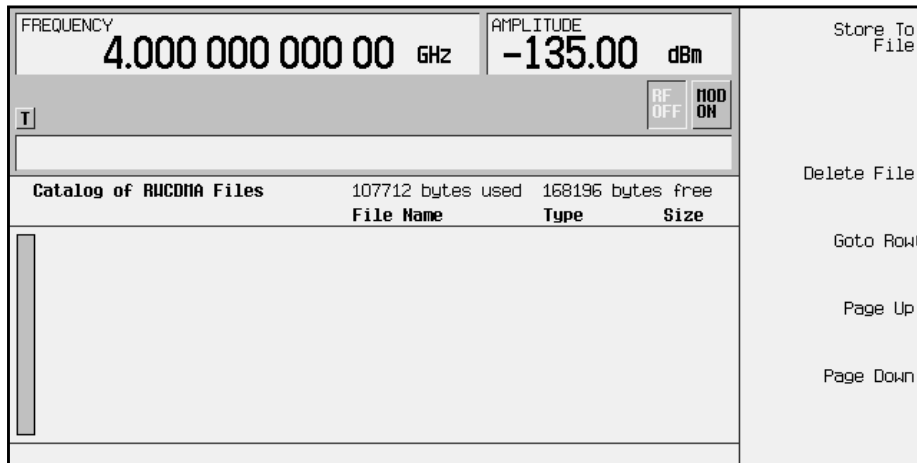 FREQUENCY
4.000 000 000 00 GHz
AMPLITUDE
-135.00 dBm
RF OFF
MOD ON
T
Catalog of RWCDMA Files 107712 bytes used 168196 bytes free
File Name Type Size
Store To
File
Delete File
Goto Row
Page Up
Page Down